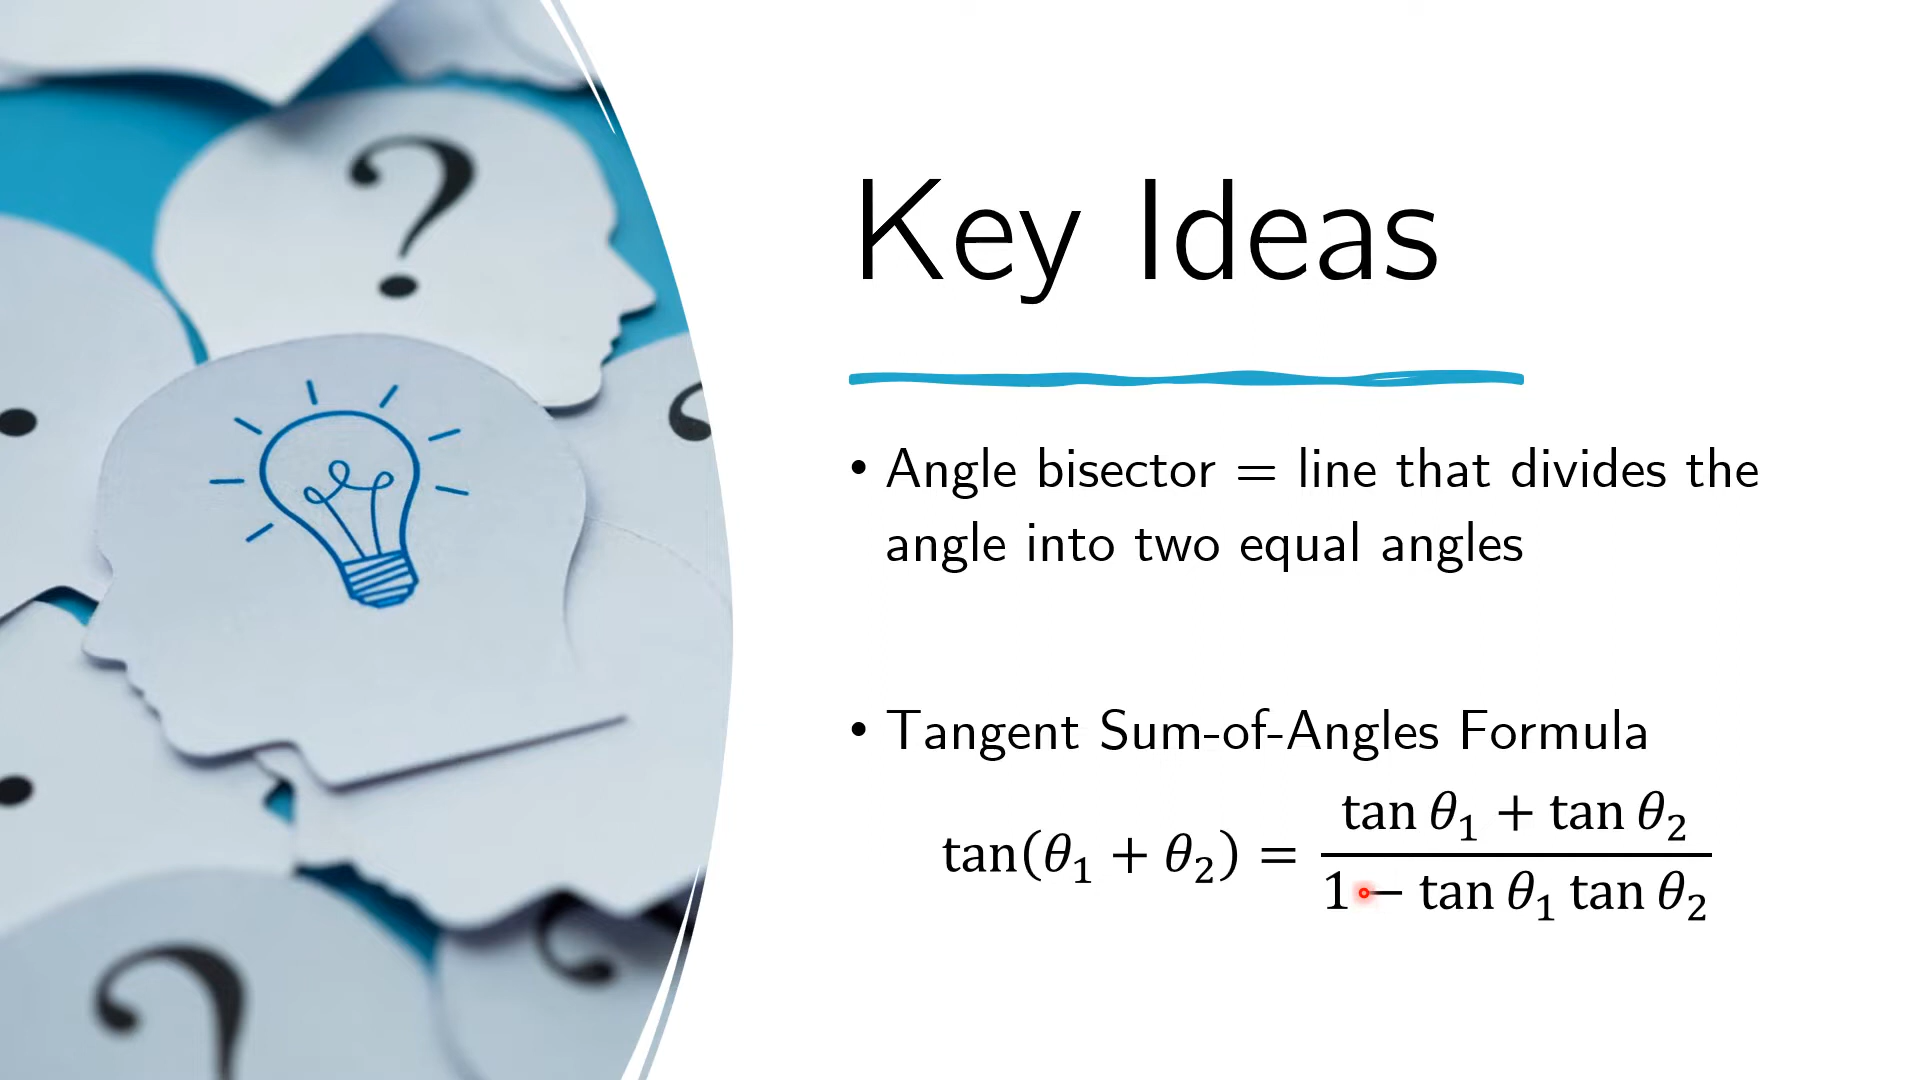 Key Ideas
• Angle bisector = line that divides the
angle into two equal angles
• Tangent Sum-of-Angles Formula
tan(θ₁ + θ₂) = (tan θ₁ + tan θ₂) / (1 − tan θ₁ tan θ₂)